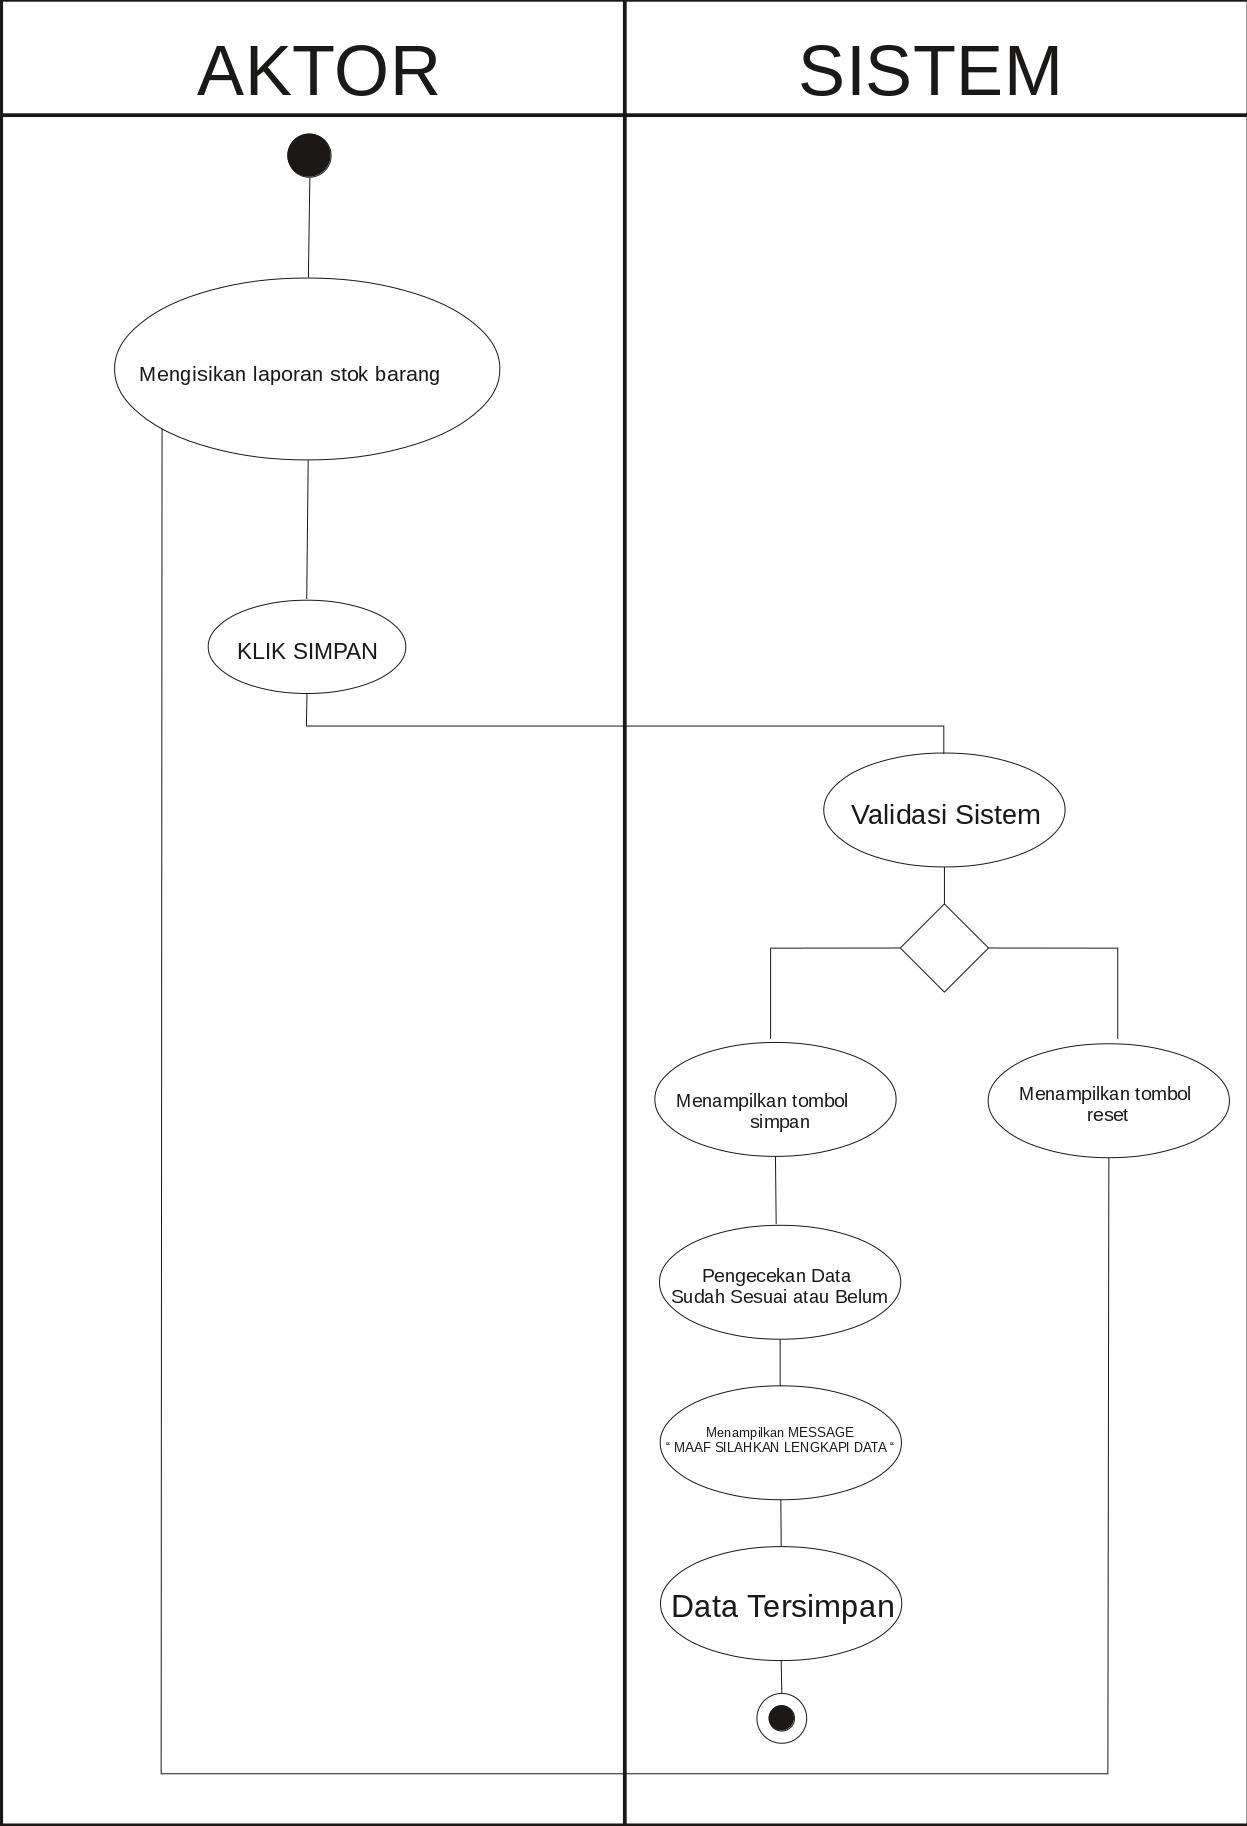 AKTOR
SISTEM
Mengisikan laporan stok barang
KLIK SIMPAN
Validasi Sistem
Menampilkan tombol
simpan
Menampilkan tombol
reset
Pengecekan Data
Sudah Sesuai atau Belum
Menampilkan MESSAGE
“ MAAF SILAHKAN LENGKAPI DATA “
Data Tersimpan